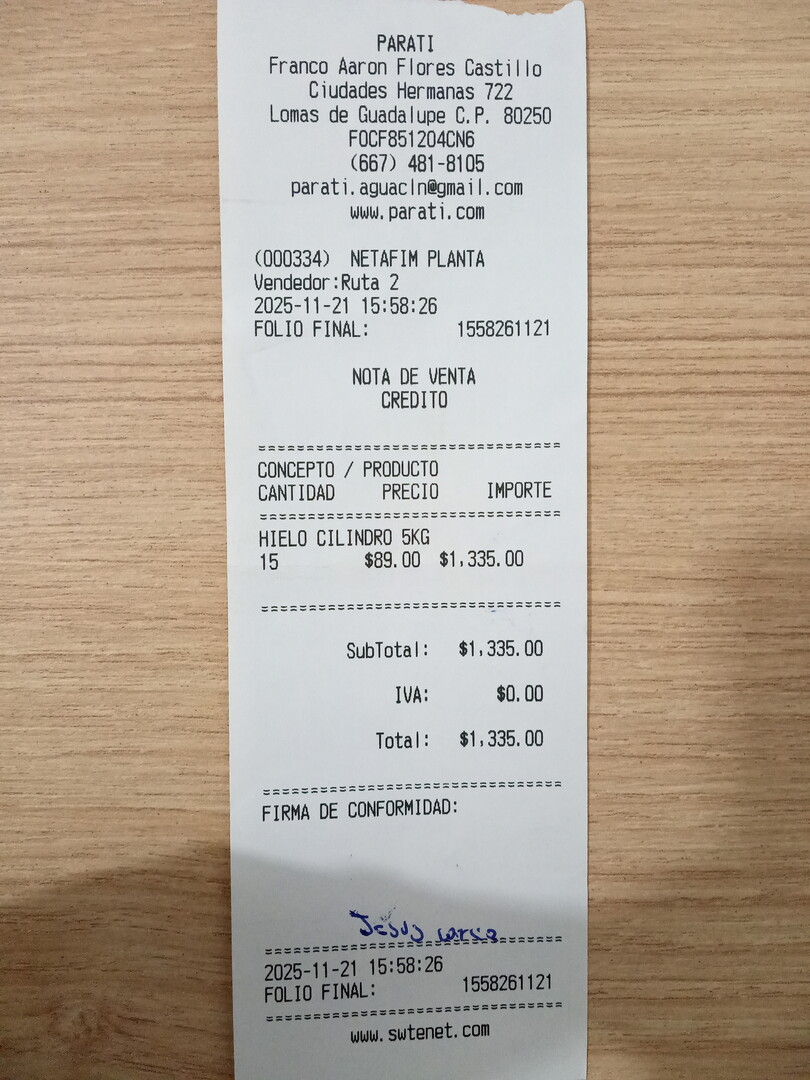 PARATI
Franco Aaron Flores Castillo
Ciudades Hermanas 722
Lomas de Guadalupe C.P. 80250
FOCF851204CN6
(667) 481-8105
parati.aguacln@gmail.com
www.parati.com
(000334) NETAFIM PLANTA
Vendedor:Ruta 2
2025-11-21 15:58:26
FOLIO FINAL: 1558261121
NOTA DE VENTA
CREDITO
CONCEPTO / PRODUCTO
CANTIDAD PRECIO IMPORTE
HIELO CILINDRO 5KG
15 $89.00 $1,335.00
SubTotal: $1,335.00
IVA: $0.00
Total: $1,335.00
FIRMA DE CONFORMIDAD:
Jesus
2025-11-21 15:58:26
FOLIO FINAL: 1558261121
www.swtenet.com